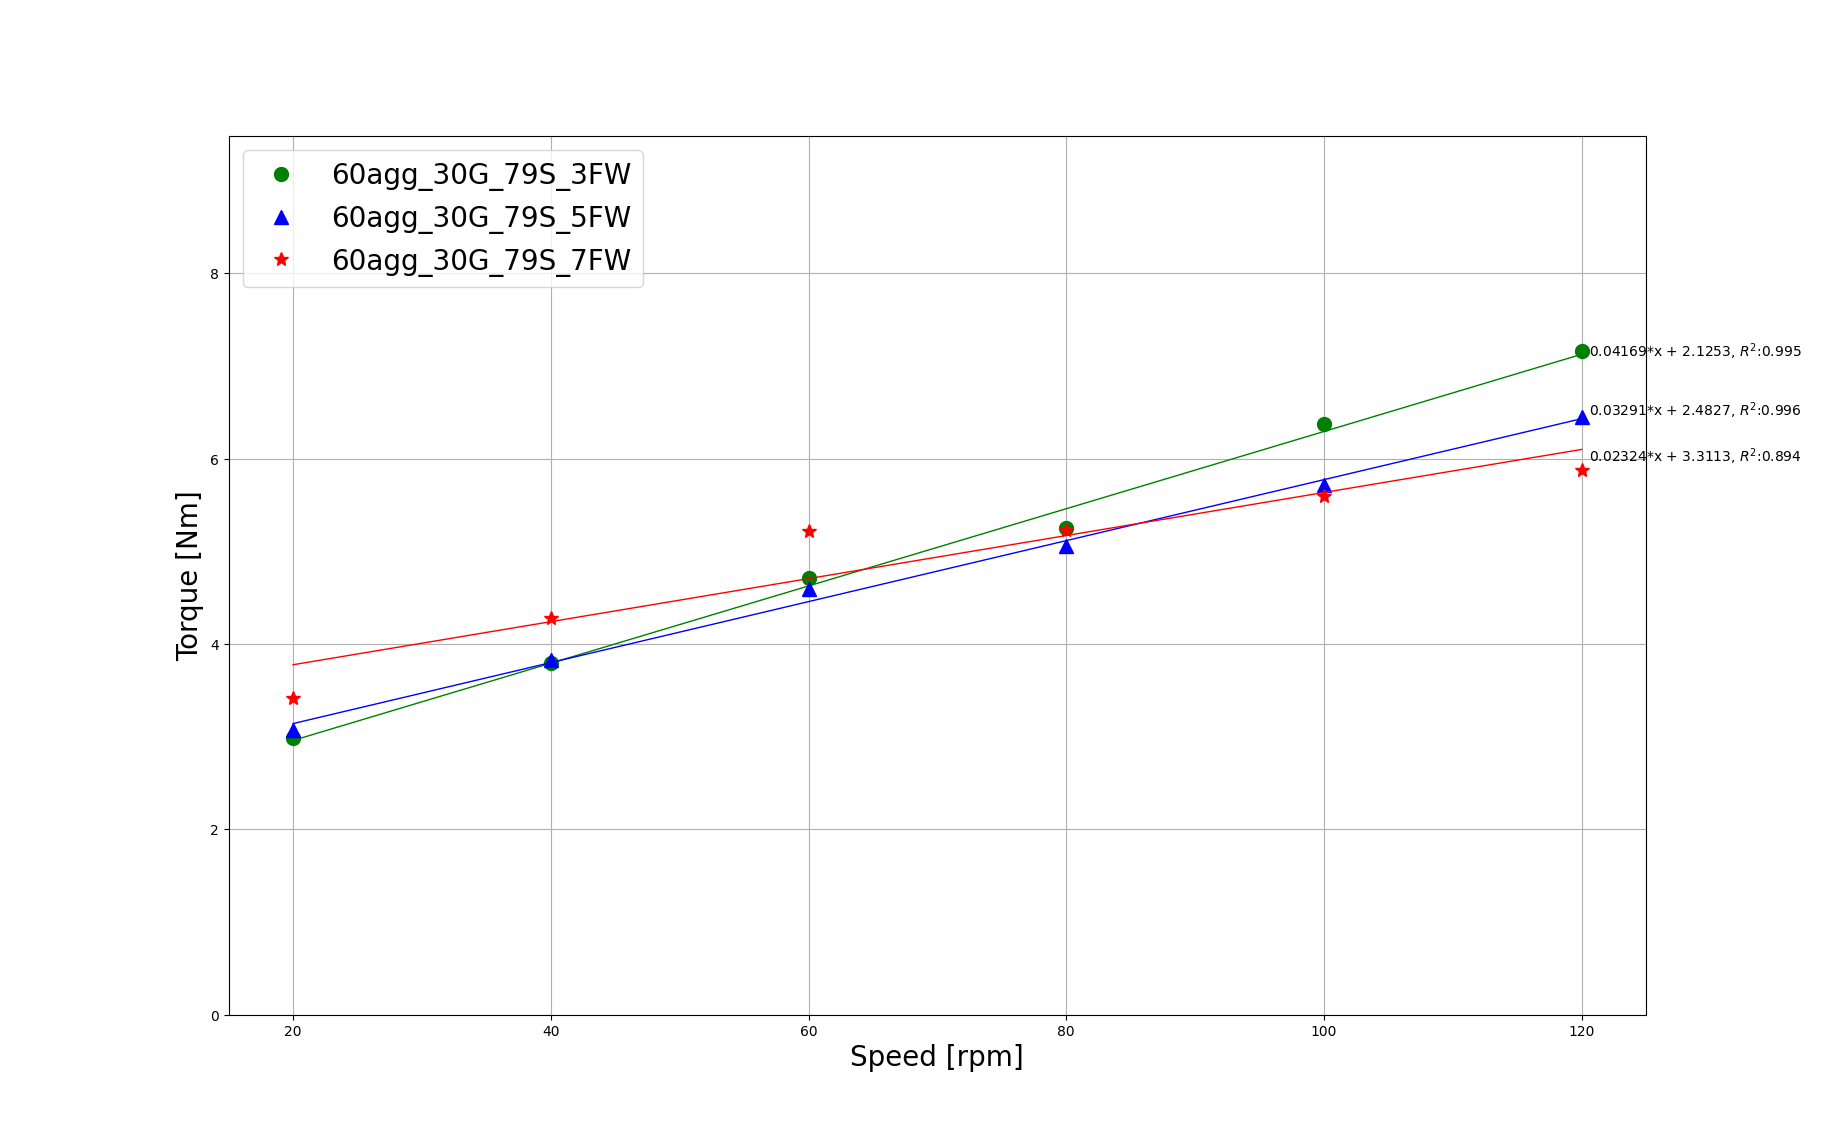 60agg_30G_79S_3FW
60agg_30G_79S_5FW
60agg_30G_79S_7FW
8
6
4
2
0
Torque [Nm]
0.04169*x + 2.1253, R²:0.995
0.03291*x + 2.4827, R²:0.996
0.02324*x + 3.3113, R²:0.894
20 40 60 80 100 120
Speed [rpm]